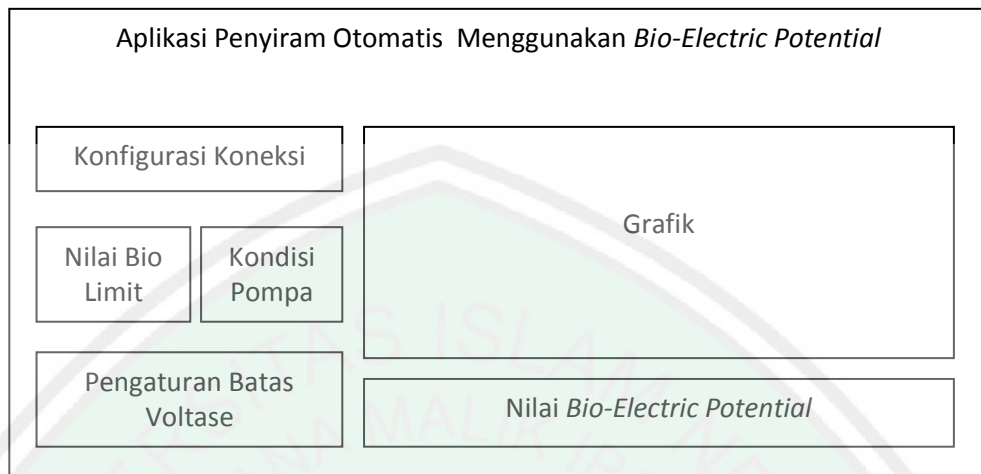 Aplikasi Penyiram Otomatis Menggunakan Bio-Electric Potential
Konfigurasi Koneksi
Nilai Bio
Limit
Kondisi
Pompa
Pengaturan Batas
Voltase
Grafik
Nilai Bio-Electric Potential